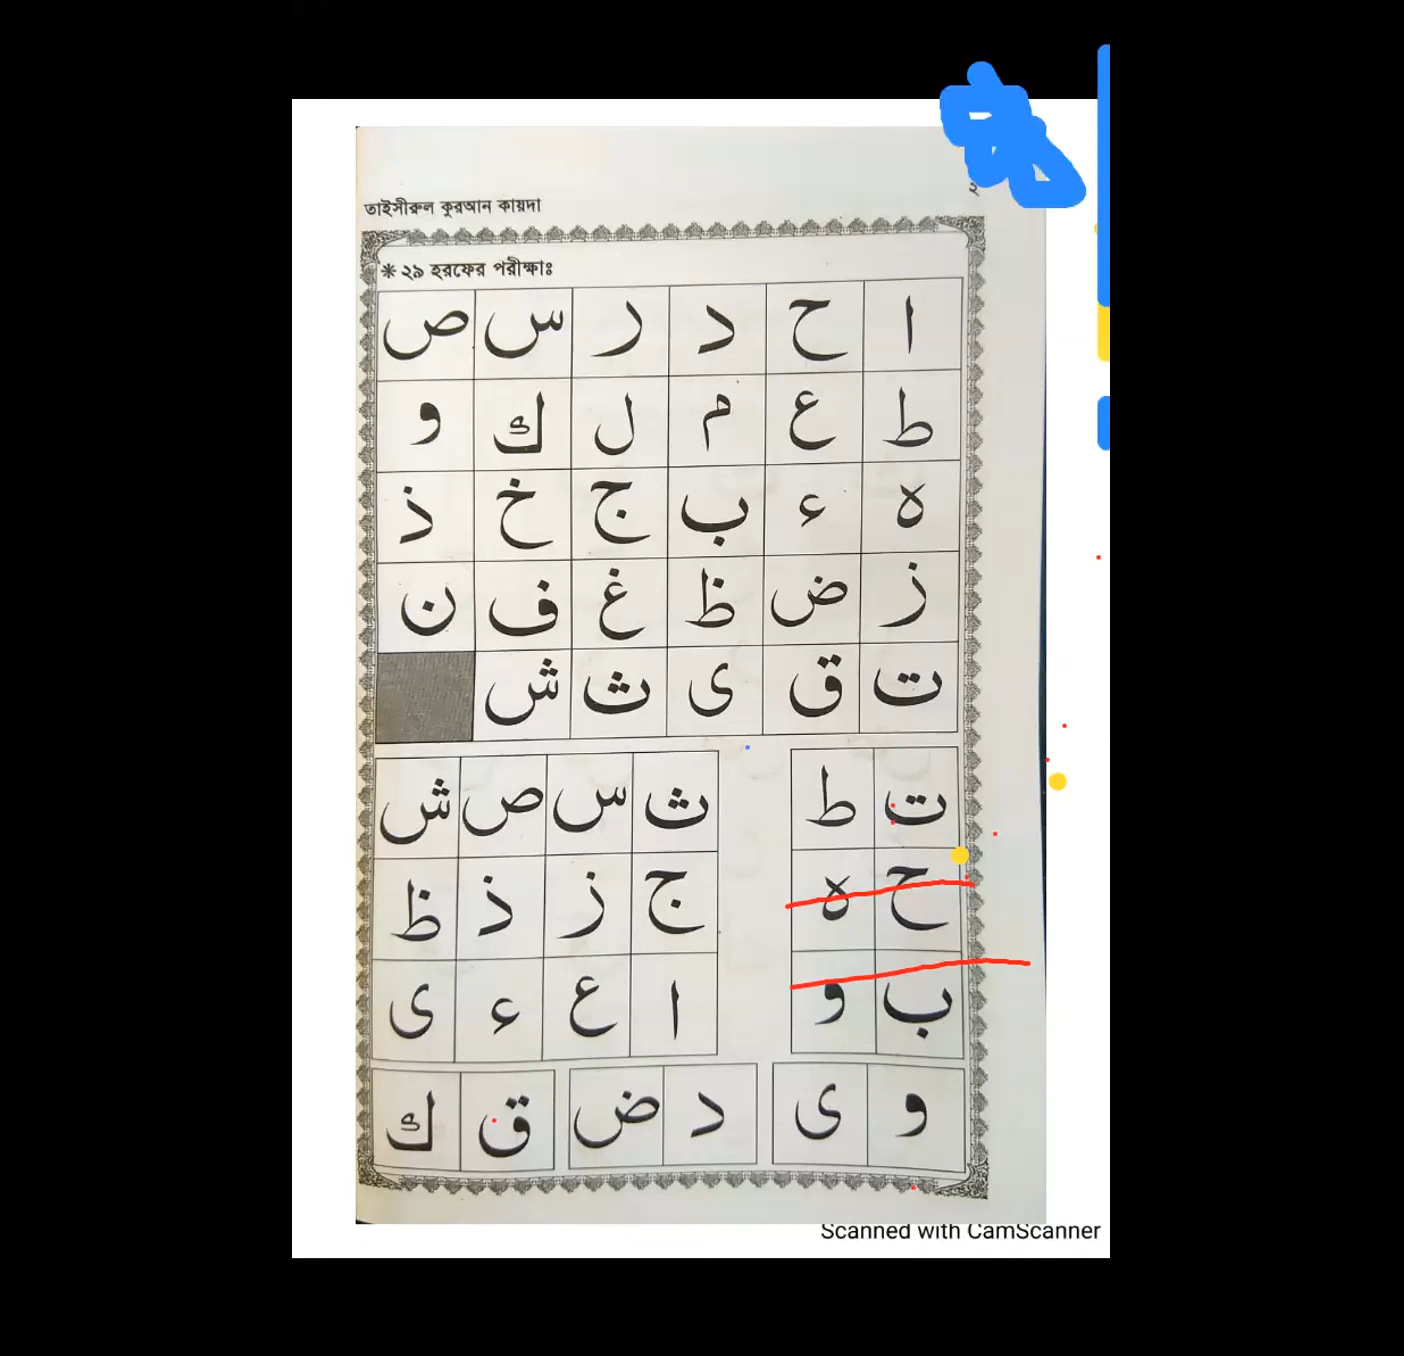 ২
তাইসীরুল কুরআন কায়দা
✳ ২৯ হরফের পরীক্ষাঃ
ا ح د ر س ص
ط ع م ل ك و
ه ء ب ج خ ذ
ز ض ظ غ ف ن
ت ق ى ث ش
ت ط
ح ه
ب و
ث س ص ش
ج ز ذ ظ
ا ع ء ى
و ى
د ض
ق ك
Scanned with CamScanner